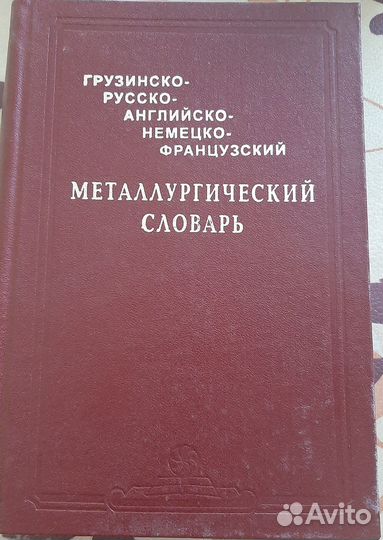 ГРУЗИНСКО-
РУССКО-
АНГЛИЙСКО-
НЕМЕЦКО-
ФРАНЦУЗСКИЙ
МЕТАЛЛУРГИЧЕСКИЙ
СЛОВАРЬ
Avito